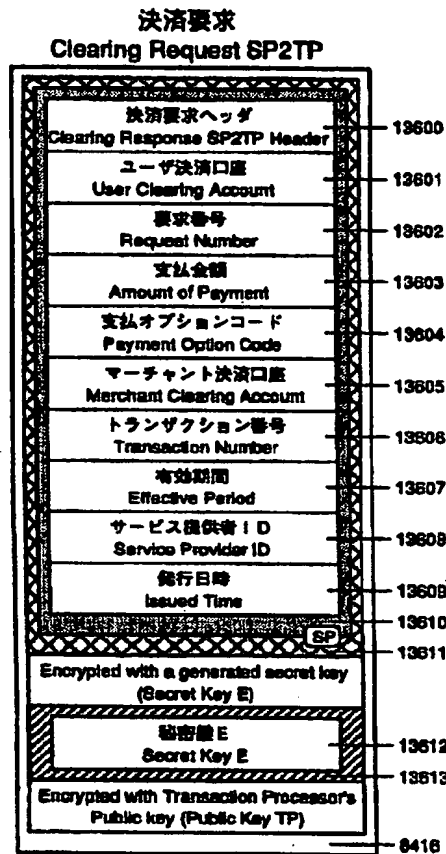 決済要求
Clearing Request SP2TP
決済要求ヘッダ
Clearing Response SP2TP Header
13600
ユーザ決済口座
User Clearing Account
13601
要求番号
Request Number
13602
支払金額
Amount of Payment
13603
支払オプションコード
Payment Option Code
13604
マーチャント決済口座
Merchant Clearing Account
13605
トランザクション番号
Transaction Number
13606
有効期間
Effective Period
13607
サービス提供者ID
Service Provider ID
13608
発行日時
Issued Time
13609
13610
SP
13611
Encrypted with a generated secret key
(Secret Key E)
秘密鍵E
Secret Key E
13612
13613
Encrypted with Transaction Processor's
Public key (Public Key TP)
6416